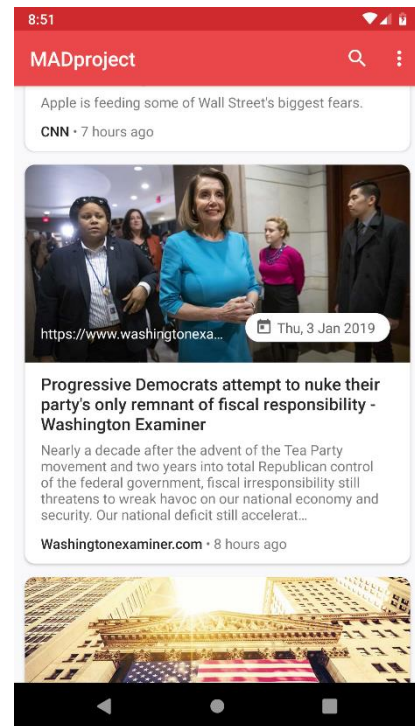 8:51
MADproject
Apple is feeding some of Wall Street's biggest fears.
CNN • 7 hours ago
https://www.washingtonexa...
Thu, 3 Jan 2019
Progressive Democrats attempt to nuke their
party's only remnant of fiscal responsibility -
Washington Examiner
Nearly a decade after the advent of the Tea Party
movement and two years into total Republican control
of the federal government, fiscal irresponsibility still
threatens to wreak havoc on our national economy and
security. Our national deficit still accelerat...
Washingtonexaminer.com • 8 hours ago